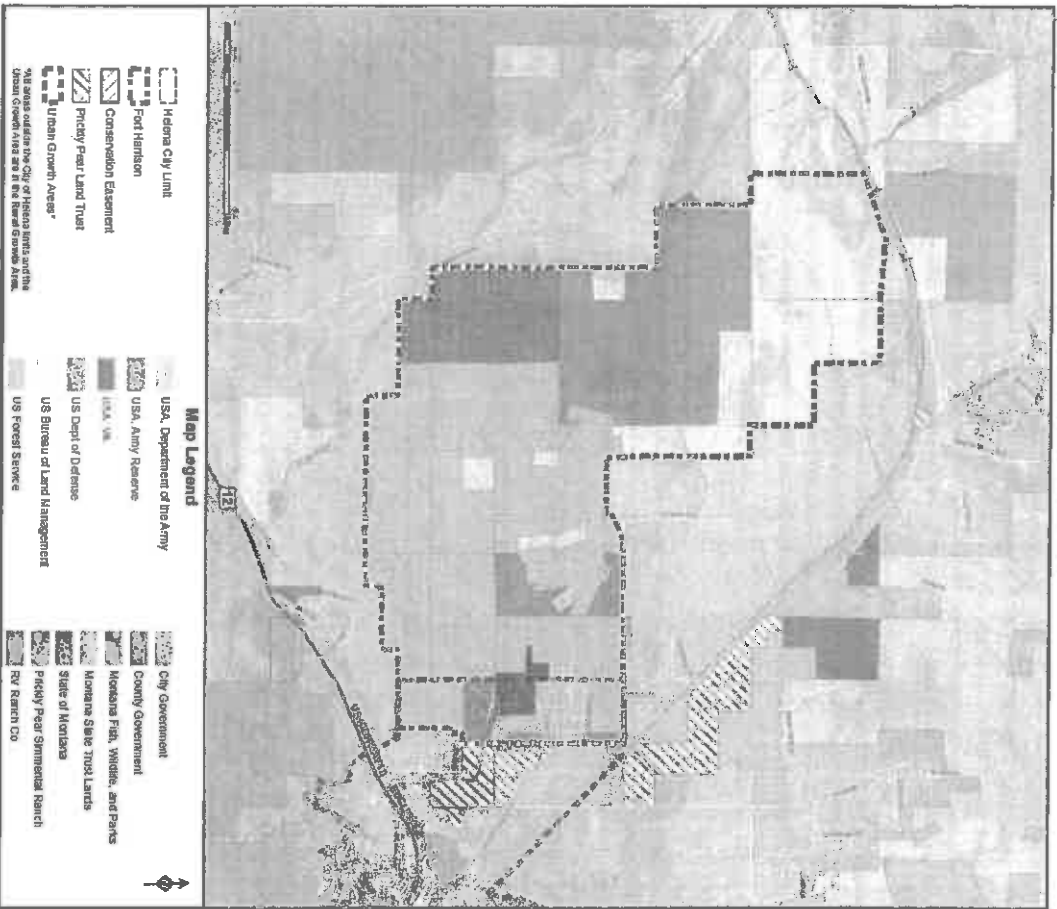 12
Map Legend
Helena City Limit
Fort Harrison
Conservation Easement
Prickly Pear Land Trust
Urban Growth Areas*
*All areas outside the City of Helena limits and the
Urban Growth Area are in the Rural Growth Area.
USA, Department of the Army
USA, Army Reserve
US Dept of Defense
US Bureau of Land Management
US Forest Service
City Government
County Government
Montana Fish, Wildlife, and Parks
Montana State Trust Lands
State of Montana
Prickly Pear Simmental Ranch
RV Ranch Co